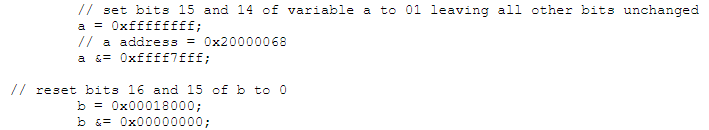 // set bits 15 and 14 of variable a to 01 leaving all other bits unchanged
a = 0xffffffff;
// a address = 0x20000068
a &= 0xffff7fff;
// reset bits 16 and 15 of b to 0
b = 0x00018000;
b &= 0x00000000;